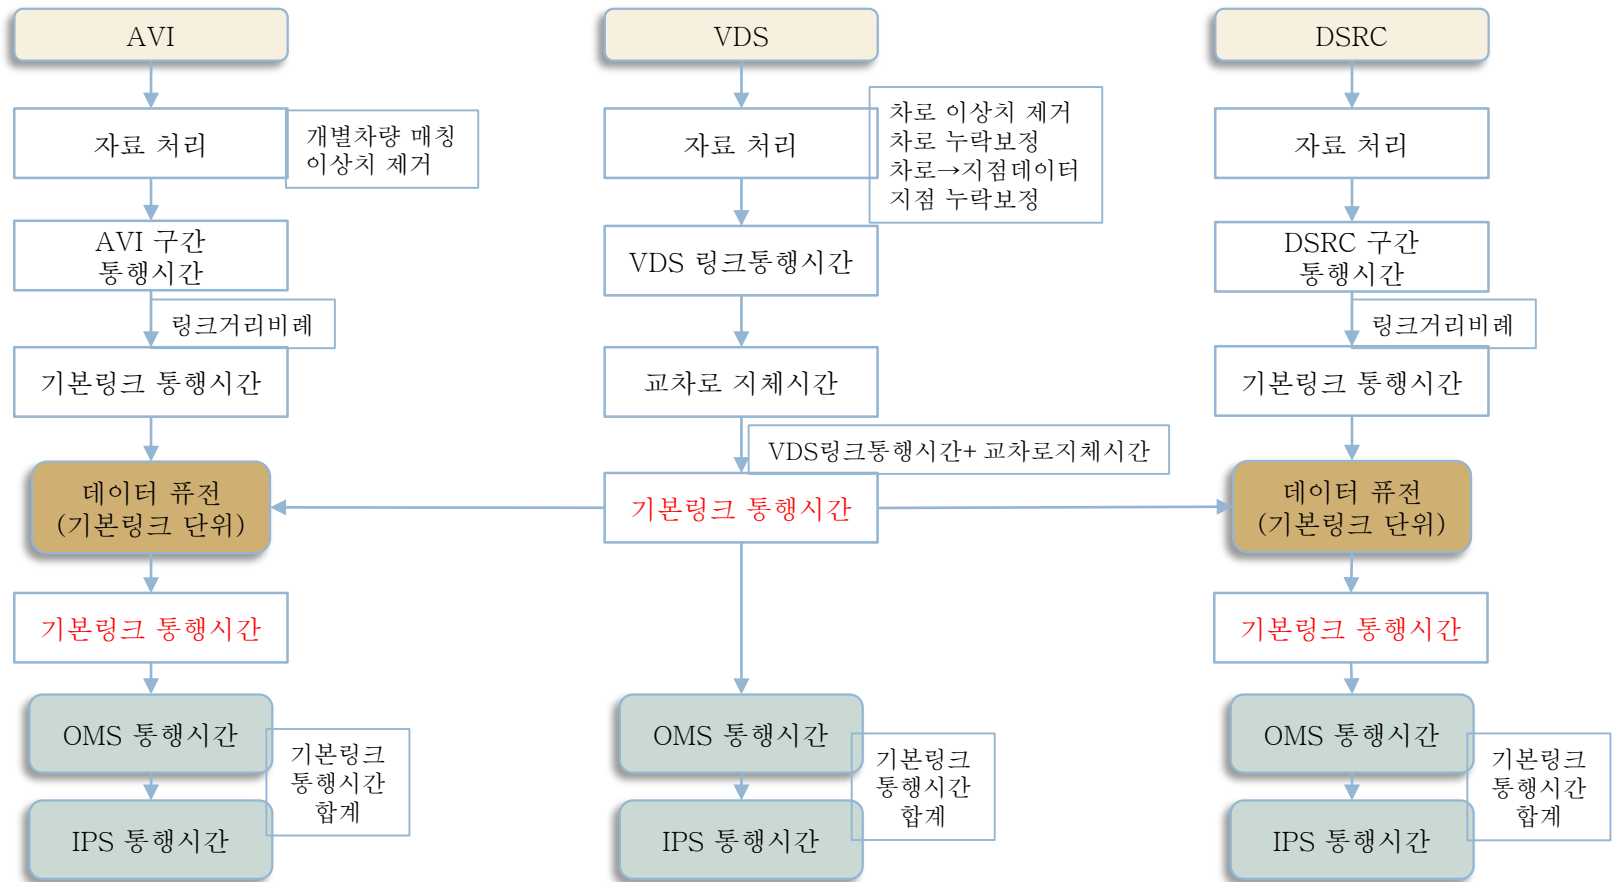 AVI
VDS
DSRC
자료 처리
개별차량 매칭
이상치 제거
자료 처리
차로 이상치 제거
차로 누락보정
차로→지점데이터
지점 누락보정
자료 처리
AVI 구간
통행시간
VDS 링크통행시간
DSRC 구간
통행시간
링크거리비례
링크거리비례
기본링크 통행시간
교차로 지체시간
기본링크 통행시간
VDS링크통행시간+ 교차로지체시간
데이터 퓨전
(기본링크 단위)
기본링크 통행시간
데이터 퓨전
(기본링크 단위)
기본링크 통행시간
기본링크 통행시간
OMS 통행시간
기본링크
통행시간
합계
OMS 통행시간
기본링크
통행시간
합계
OMS 통행시간
기본링크
통행시간
합계
IPS 통행시간
IPS 통행시간
IPS 통행시간